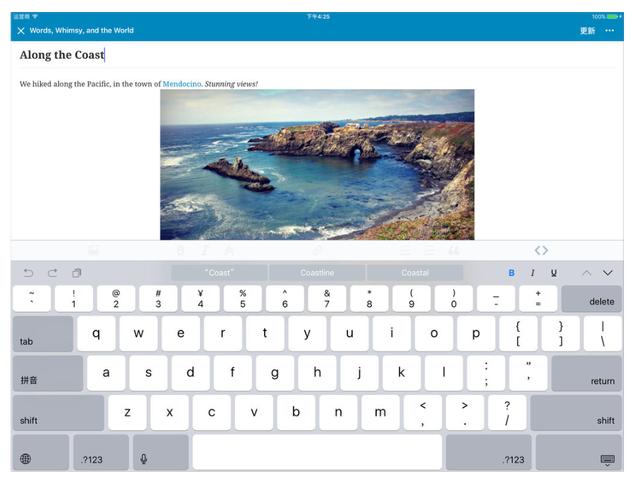 运营商 下午4:25 100%
Words, Whimsy, and the World 更新 •••
Along the Coast
We hiked along the Pacific, in the town of Mendocino. Stunning views!
B I A
"Coast" Coastline Coastal B I U
~ ! @ # ¥ % ^ & * ( ) _ +
` 1 2 3 4 5 6 7 8 9 0 - = delete
{ } |
tab q w e r t y u i o p [ ] \
: "
拼音 a s d f g h j k l ; ' return
< > ?
shift z x c v b n m , . / shift
.?123 .?123